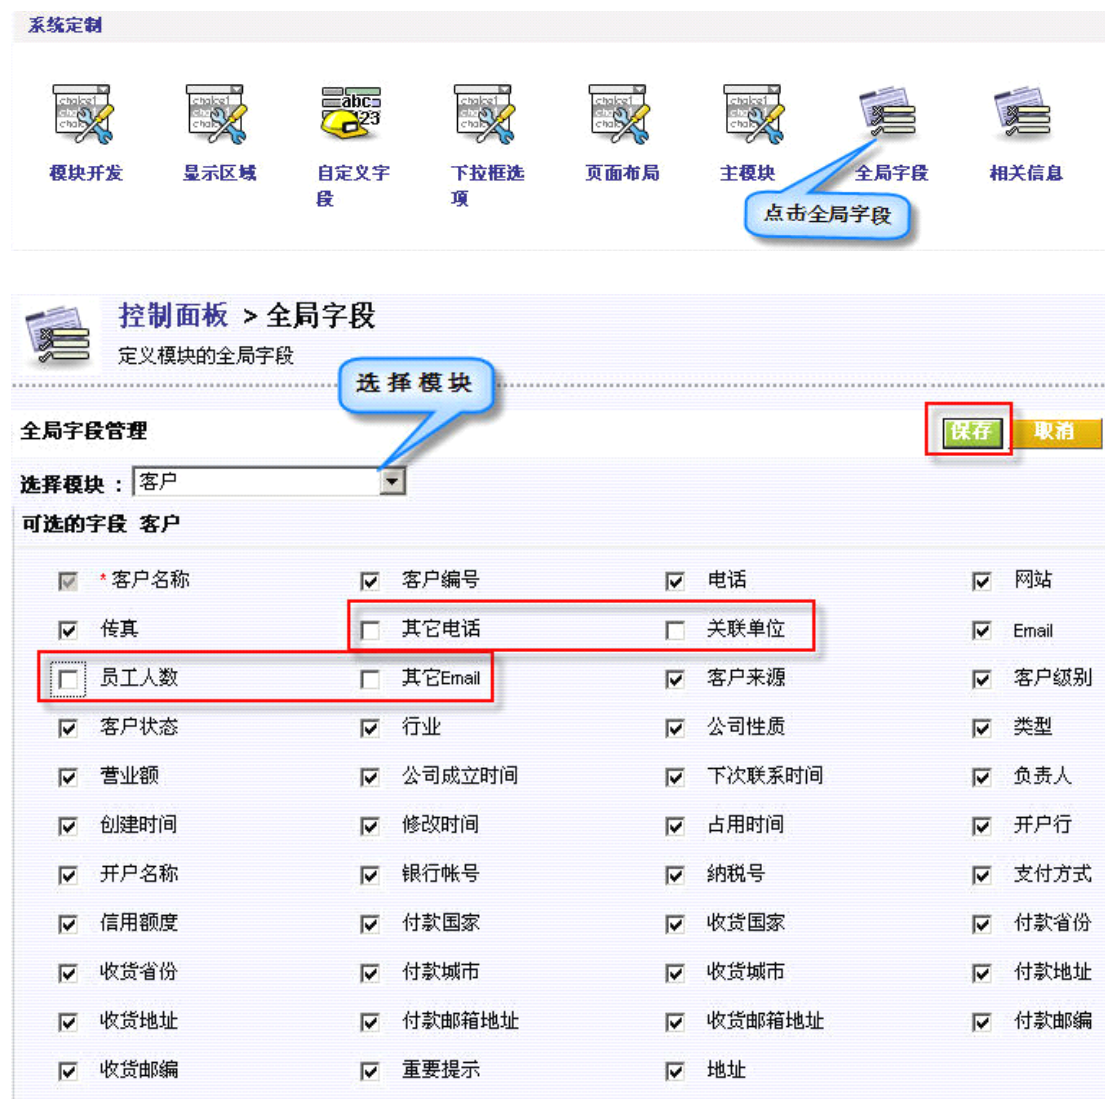 系统定制
choice1 choice1 abc 123 choice1 choice1 choice1
模块开发 显示区域 自定义字段 下拉框选项 页面布局 主模块 全局字段 相关信息
点击全局字段
控制面板 > 全局字段
定义模块的全局字段
选择模块
全局字段管理 保存 取消
选择模块 : 客户
可选的字段 客户
*客户名称 客户编号 电话 网站
传真 其它电话 关联单位 Email
员工人数 其它Email 客户来源 客户级别
客户状态 行业 公司性质 类型
营业额 公司成立时间 下次联系时间 负责人
创建时间 修改时间 占用时间 开户行
开户名称 银行帐号 纳税号 支付方式
信用额度 付款国家 收货国家 付款省份
收货省份 付款城市 收货城市 付款地址
收货地址 付款邮箱地址 收货邮箱地址 付款邮编
收货邮编 重要提示 地址